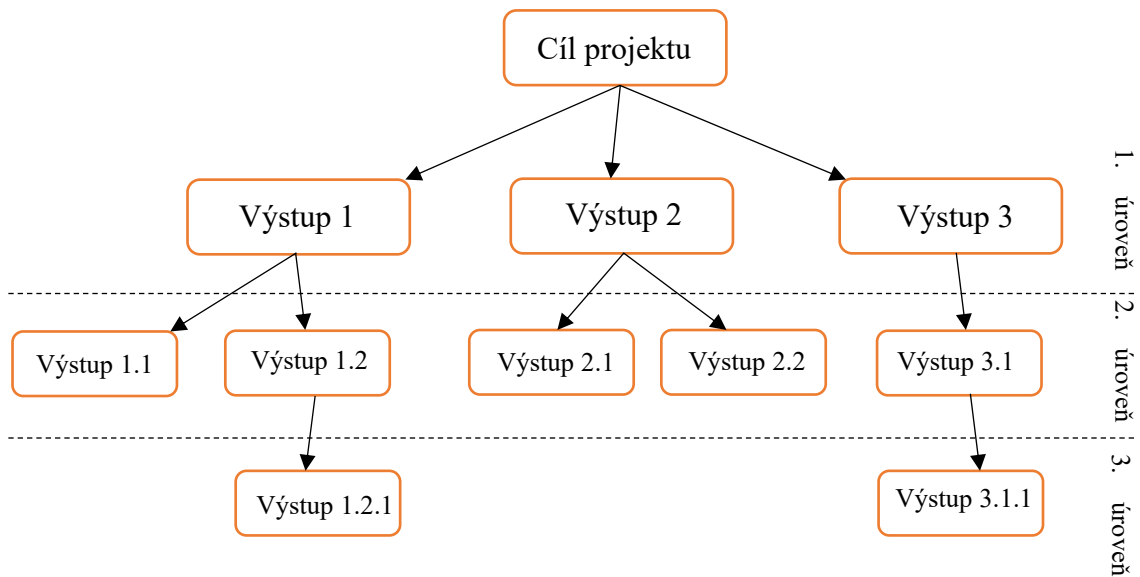 Cíl projektu
1. úroveň
Výstup 1
Výstup 2
Výstup 3
2. úroveň
Výstup 1.1
Výstup 1.2
Výstup 2.1
Výstup 2.2
Výstup 3.1
3. úroveň
Výstup 1.2.1
Výstup 3.1.1